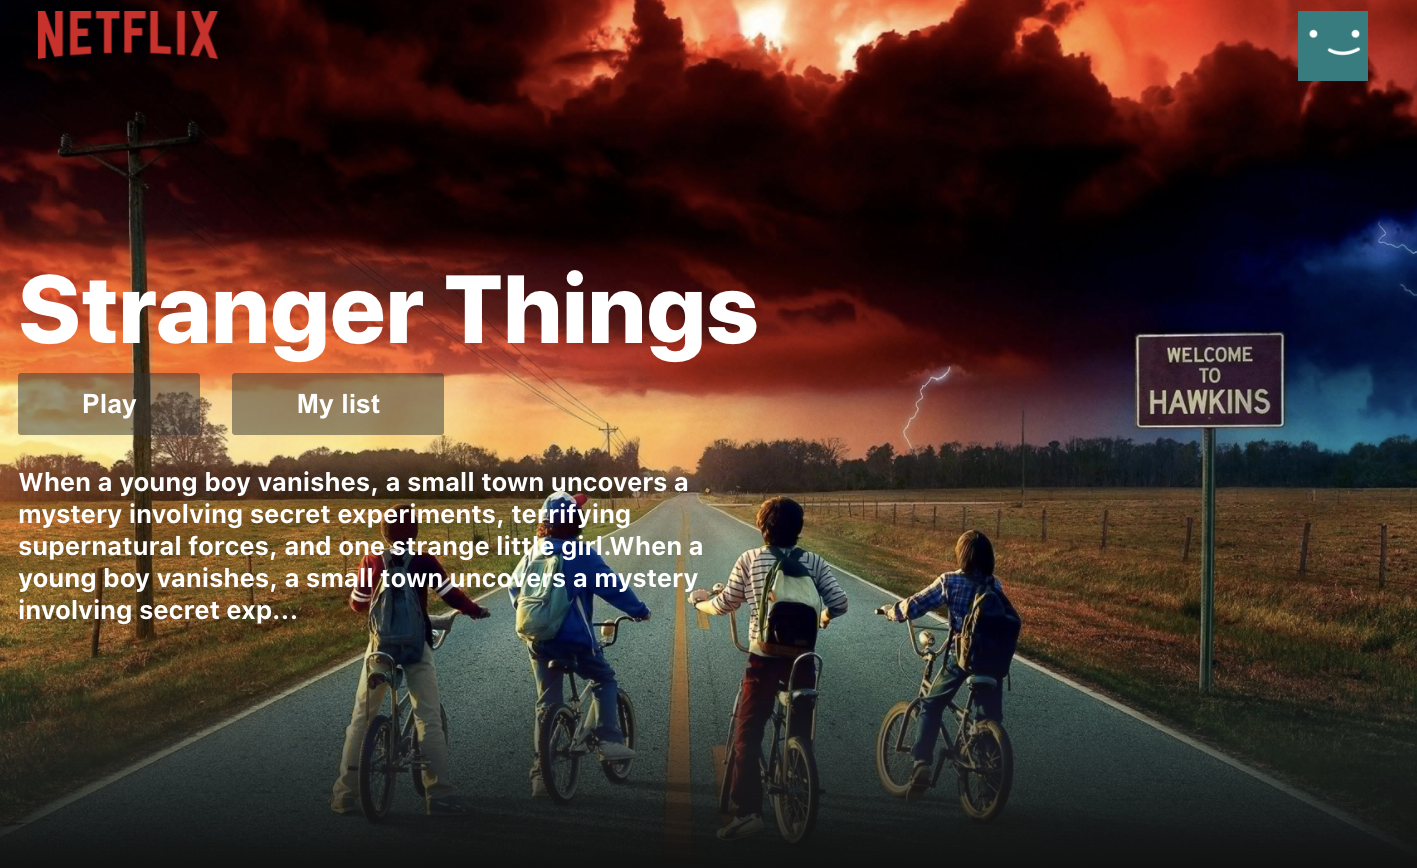 NETFLIX
Stranger Things
Play
My list
WELCOME
TO
HAWKINS
When a young boy vanishes, a small town uncovers a
mystery involving secret experiments, terrifying
supernatural forces, and one strange little girl.When a
young boy vanishes, a small town uncovers a mystery
involving secret exp...